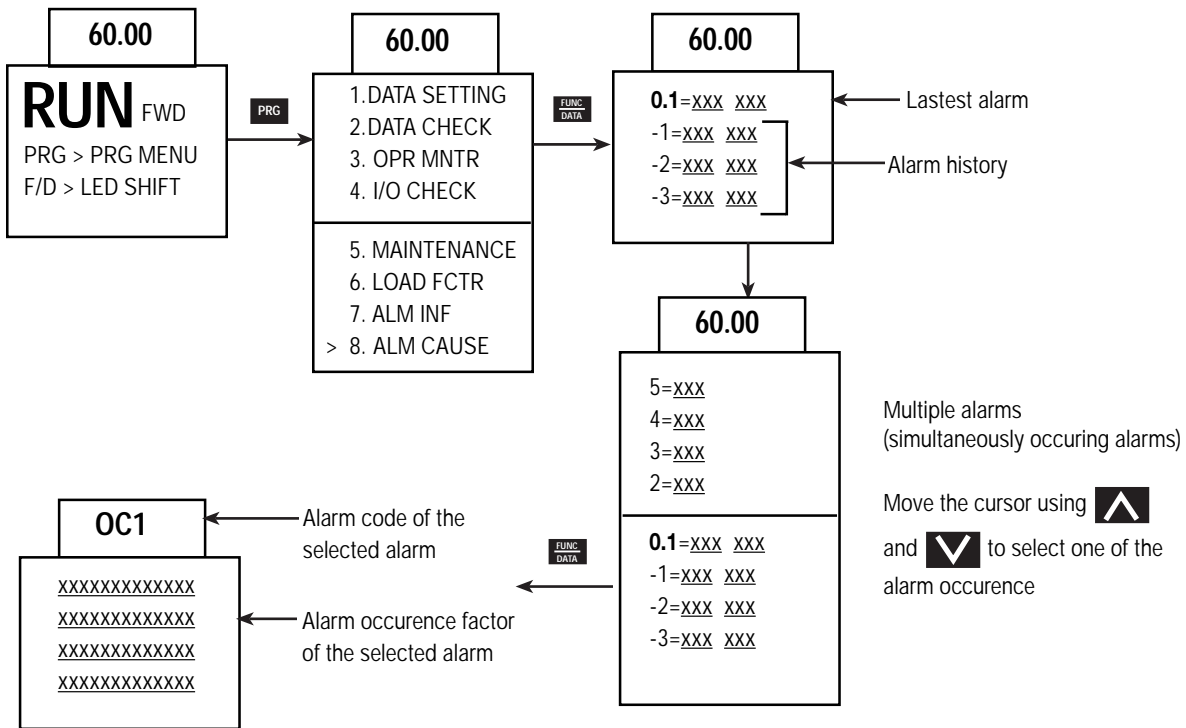 60.00
RUN FWD
PRG > PRG MENU
F/D > LED SHIFT
PRG
60.00
1.DATA SETTING
2.DATA CHECK
3. OPR MNTR
4. I/O CHECK
5. MAINTENANCE
6. LOAD FCTR
7. ALM INF
> 8. ALM CAUSE
FUNC
DATA
60.00
0.1=xxx xxx
-1=xxx xxx
-2=xxx xxx
-3=xxx xxx
Lastest alarm
Alarm history
60.00
5=xxx
4=xxx
3=xxx
2=xxx
0.1=xxx xxx
-1=xxx xxx
-2=xxx xxx
-3=xxx xxx
Multiple alarms
(simultaneously occuring alarms)
Move the cursor using
and to select one of the
alarm occurence
FUNC
DATA
OC1
xxxxxxxxxxxxx
xxxxxxxxxxxxx
xxxxxxxxxxxxx
xxxxxxxxxxxxx
Alarm code of the
selected alarm
Alarm occurence factor
of the selected alarm